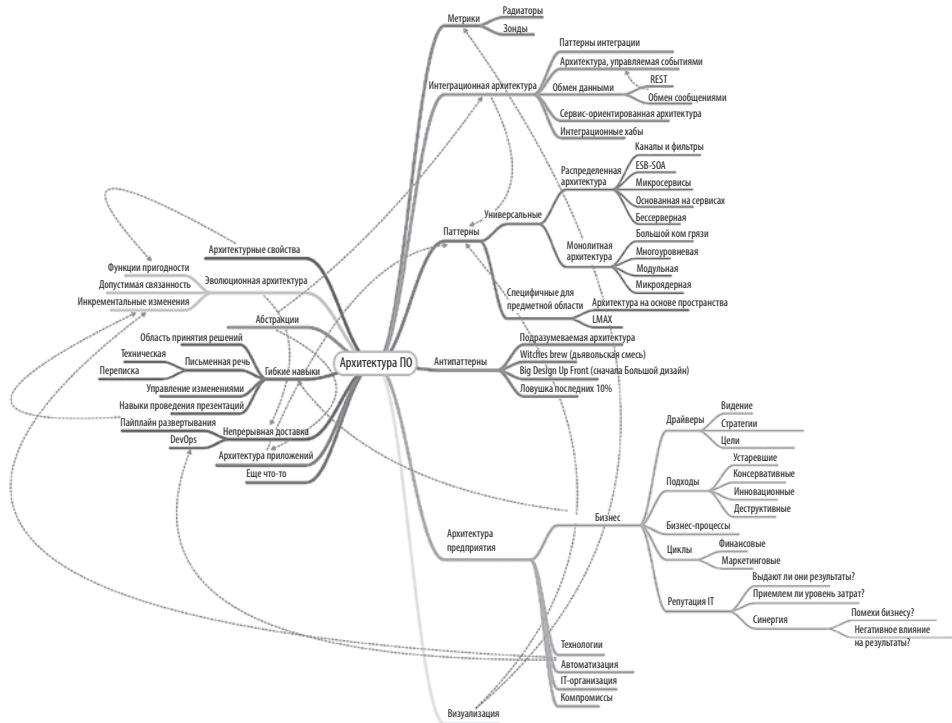 Метрики
Радиаторы
Зонды
Интеграционная архитектура
Паттерны интеграции
Архитектура, управляемая событиями
Обмен данными
REST
Обмен сообщениями
Сервис-ориентированная архитектура
Интеграционные хабы
Паттерны
Универсальные
Распределенная
архитектура
Каналы и фильтры
ESB-SOA
Микросервисы
Основанная на сервисах
Бессерверная
Монолитная
архитектура
Большой ком грязи
Многоуровневая
Модульная
Микроядерная
Специфичные для
предметной области
Архитектура на основе пространства
LMAX
Архитектурные свойства
Эволюционная архитектура
Функции пригодности
Допустимая связанность
Инкрементальные изменения
Абстракции
Архитектура ПО
Гибкие навыки
Область принятия решений
Письменная речь
Техническая
Переписка
Управление изменениями
Навыки проведения презентаций
Непрерывная доставка
Пайплайн развертывания
DevOps
Архитектура приложений
Еще что-то
Антипаттерны
Подразумеваемая архитектура
Witches brew (дьявольская смесь)
Big Design Up Front (сначала Большой дизайн)
Ловушка последних 10%
Архитектура
предприятия
Бизнес
Драйверы
Видение
Стратегии
Цели
Подходы
Устаревшие
Консервативные
Инновационные
Деструктивные
Бизнес-процессы
Циклы
Финансовые
Маркетинговые
Репутация IT
Выдают ли они результаты?
Приемлем ли уровень затрат?
Синергия
Помехи бизнесу?
Негативное влияние
на результаты?
Технологии
Автоматизация
IT-организация
Компромиссы
Визуализация